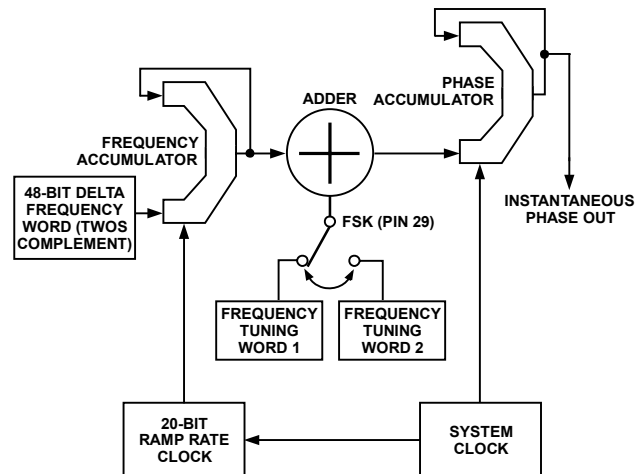 PHASE
ACCUMULATOR
ADDER
FREQUENCY
ACCUMULATOR
48-BIT DELTA
FREQUENCY
WORD (TWOS
COMPLEMENT)
INSTANTANEOUS
PHASE OUT
FSK (PIN 29)
FREQUENCY
TUNING
WORD 1
FREQUENCY
TUNING
WORD 2
20-BIT
RAMP RATE
CLOCK
SYSTEM
CLOCK